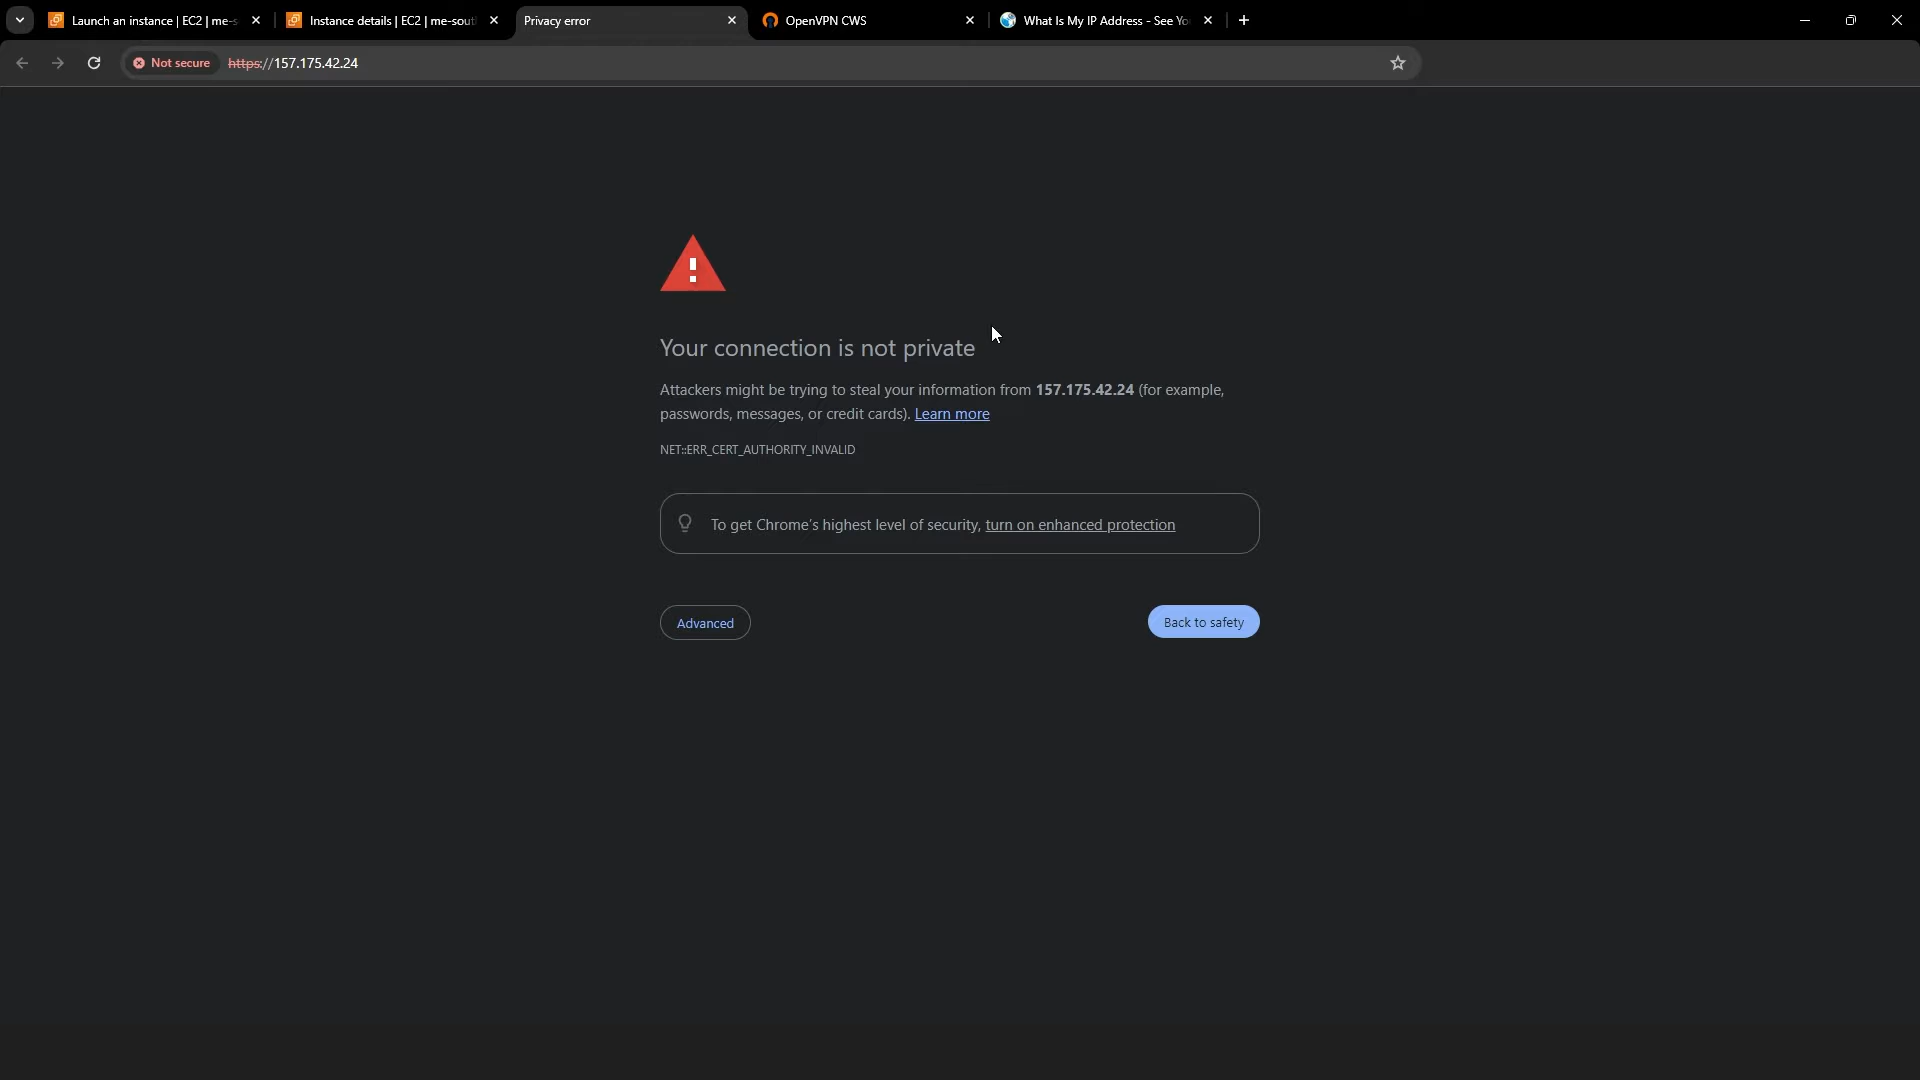 Launch an instance | EC2 | me-s
Instance details | EC2 | me-sout
Privacy error
OpenVPN CWS
What Is My IP Address - See Yo
Not secure
https://157.175.42.24
Your connection is not private
Attackers might be trying to steal your information from 157.175.42.24 (for example,
passwords, messages, or credit cards). Learn more
NET::ERR_CERT_AUTHORITY_INVALID
To get Chrome's highest level of security, turn on enhanced protection
Advanced
Back to safety